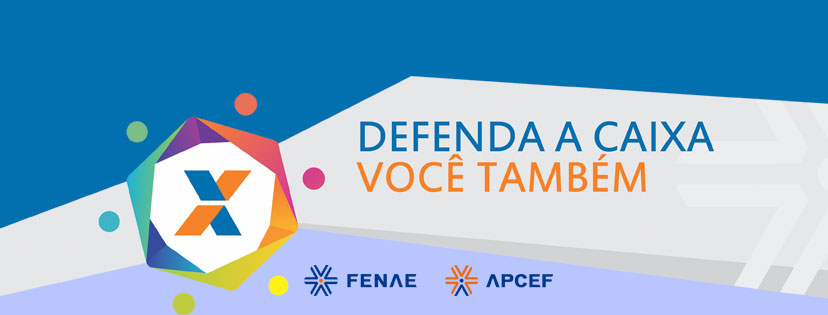 DEFENDA A CAIXA
VOCÊ TAMBÉM
FENAE APCEF